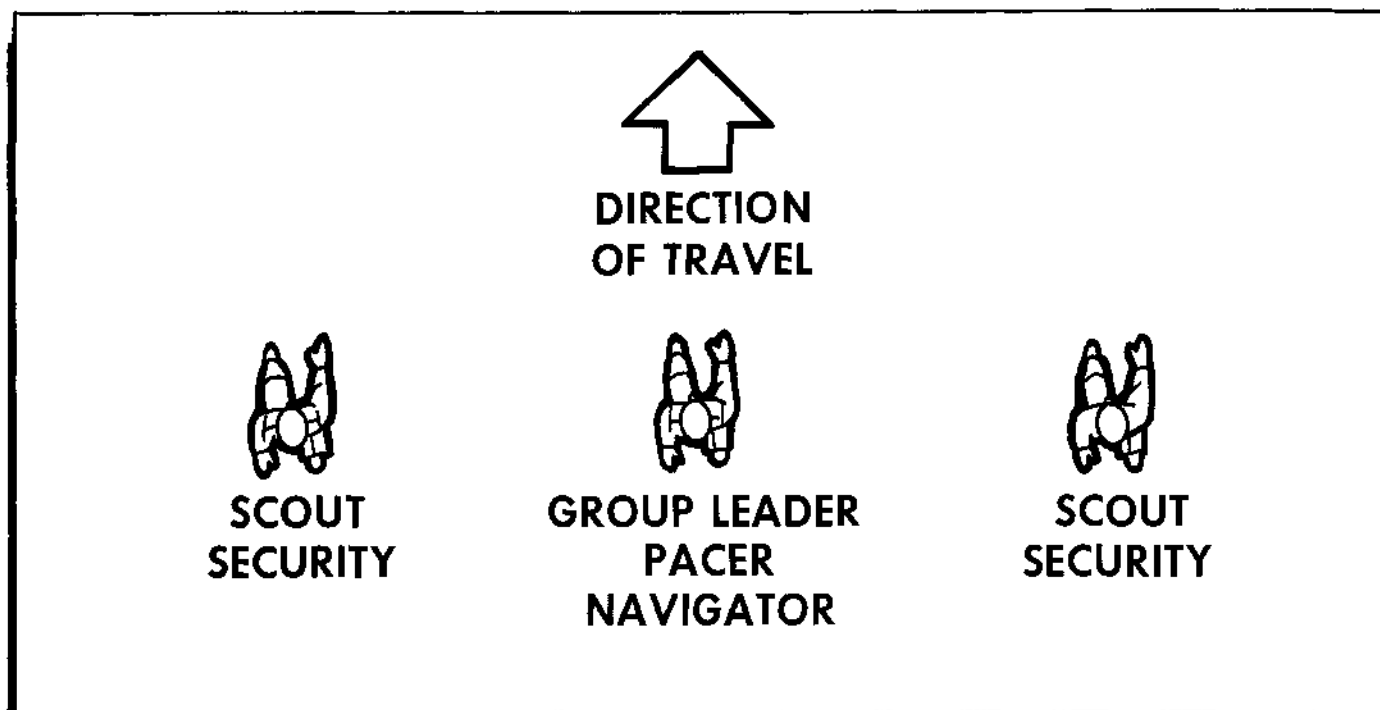 DIRECTION
OF TRAVEL
SCOUT
SECURITY
GROUP LEADER
PACER
NAVIGATOR
SCOUT
SECURITY